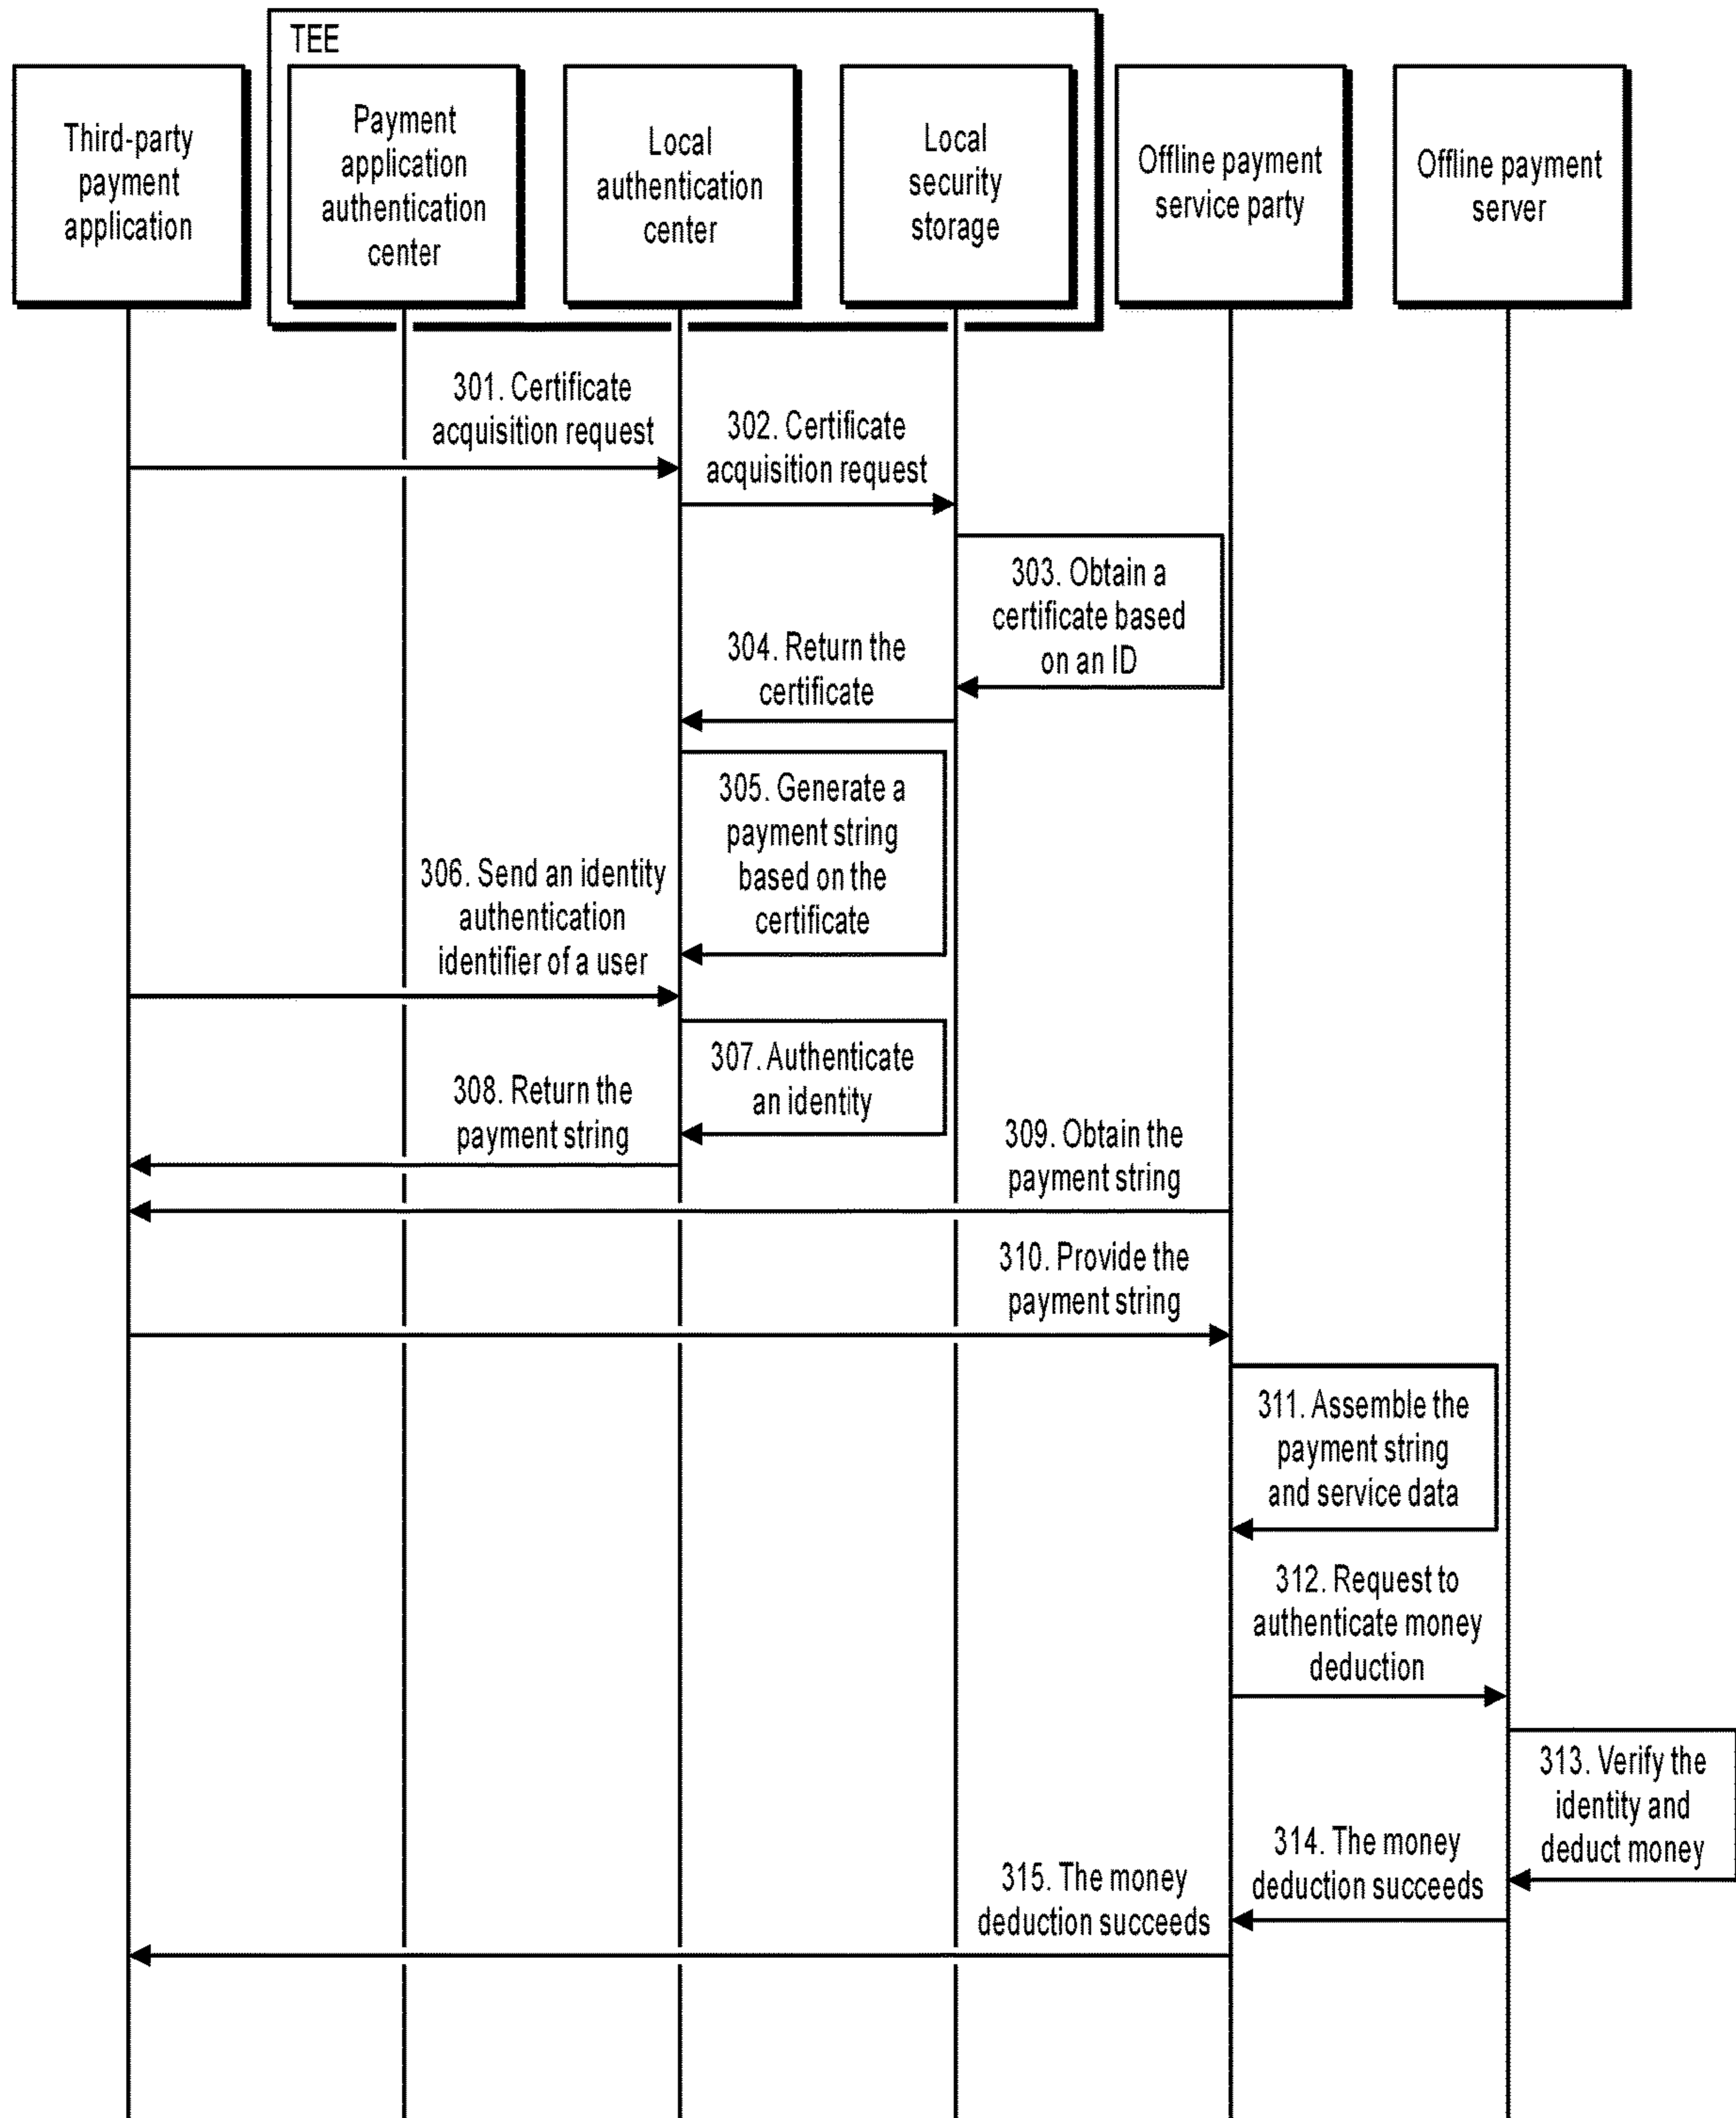 TEE
Third-party
payment
application
Payment
application
authentication
center
Local
authentication
center
Local
security
storage
Offline payment
service party
Offline payment
server
301. Certificate
acquisition request
302. Certificate
acquisition request
303. Obtain a
certificate based
on an ID
304. Return the
certificate
305. Generate a
payment string
based on the
certificate
306. Send an identity
authentication
identifier of a user
307. Authenticate
an identity
308. Return the
payment string
309. Obtain the
payment string
310. Provide the
payment string
311. Assemble the
payment string
and service data
312. Request to
authenticate money
deduction
313. Verify the
identity and
deduct money
314. The money
deduction succeeds
315. The money
deduction succeeds